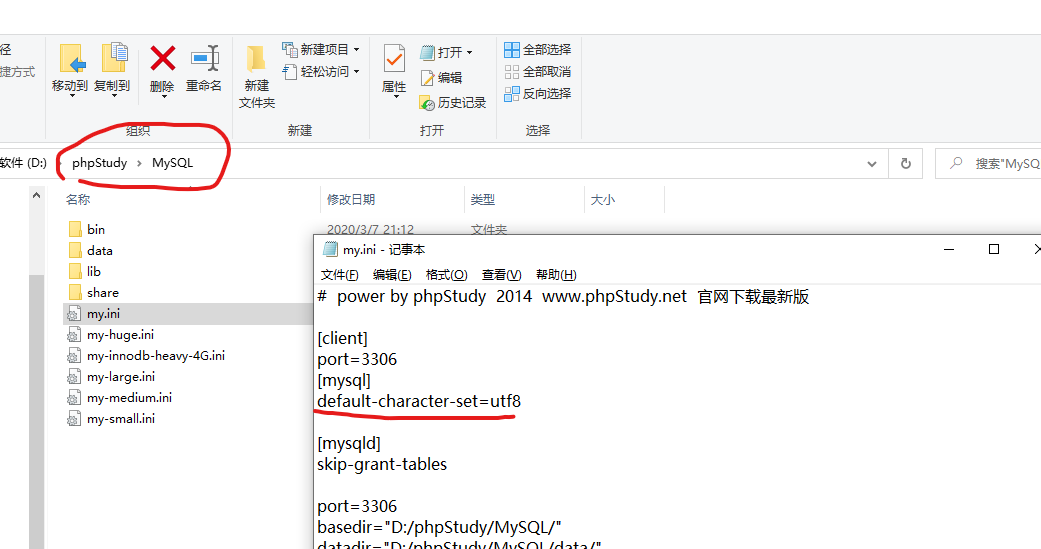 径
捷方式
移动到
复制到
删除
重命名
组织
新建
文件夹
新建项目
轻松访问
新建
属性
打开
编辑
历史记录
打开
全部选择
全部取消
反向选择
选择
软件 (D:) › phpStudy › MySQL
搜索"MySQ
名称 修改日期 类型 大小
bin 2020/3/7 21:12 文件夹
data
lib
share
my.ini
my-huge.ini
my-innodb-heavy-4G.ini
my-large.ini
my-medium.ini
my-small.ini
my.ini - 记事本
文件(F) 编辑(E) 格式(O) 查看(V) 帮助(H)
# power by phpStudy 2014 www.phpStudy.net 官网下载最新版
[client]
port=3306
[mysql]
default-character-set=utf8
[mysqld]
skip-grant-tables
port=3306
basedir="D:/phpStudy/MySQL/"
datadir="D:/phpStudy/MySQL/data/"